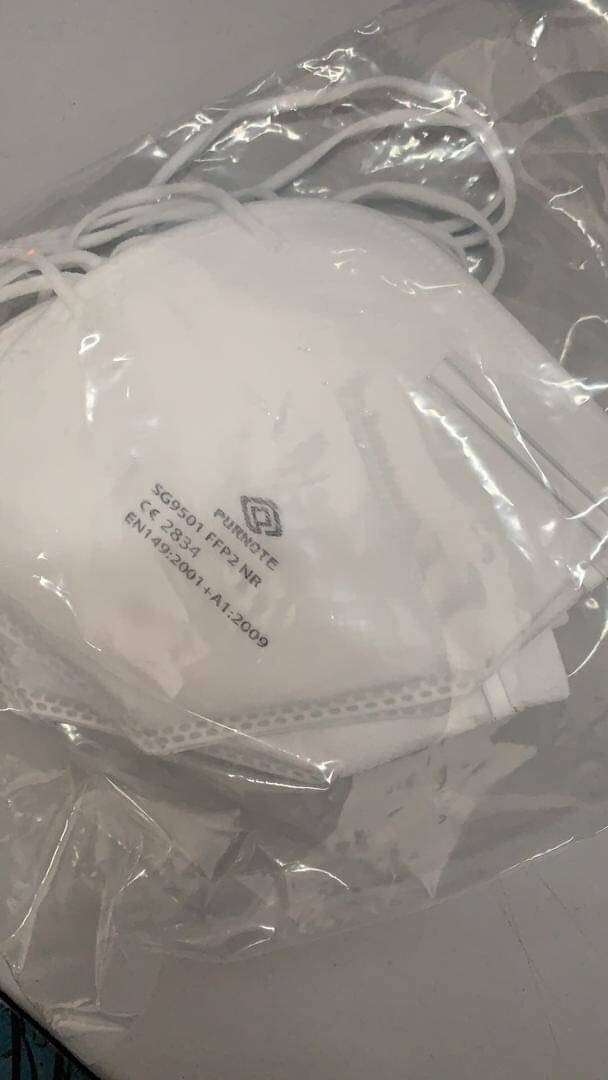 PURNOTE
SG9501 FFP2 NR
CE 2834
EN149:2001+A1:2009